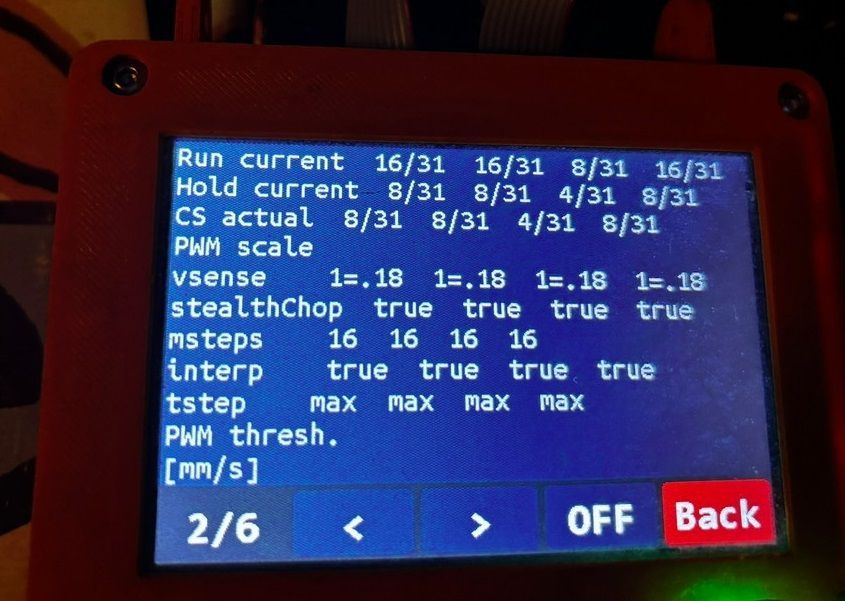 Run current 16/31 16/31 8/31 16/31
Hold current 8/31 8/31 4/31 8/31
CS actual 8/31 8/31 4/31 8/31
PWM scale
vsense 1=.18 1=.18 1=.18 1=.18
stealthChop true true true true
msteps 16 16 16 16
interp true true true true
tstep max max max max
PWM thresh.
[mm/s]
2/6 < > OFF Back